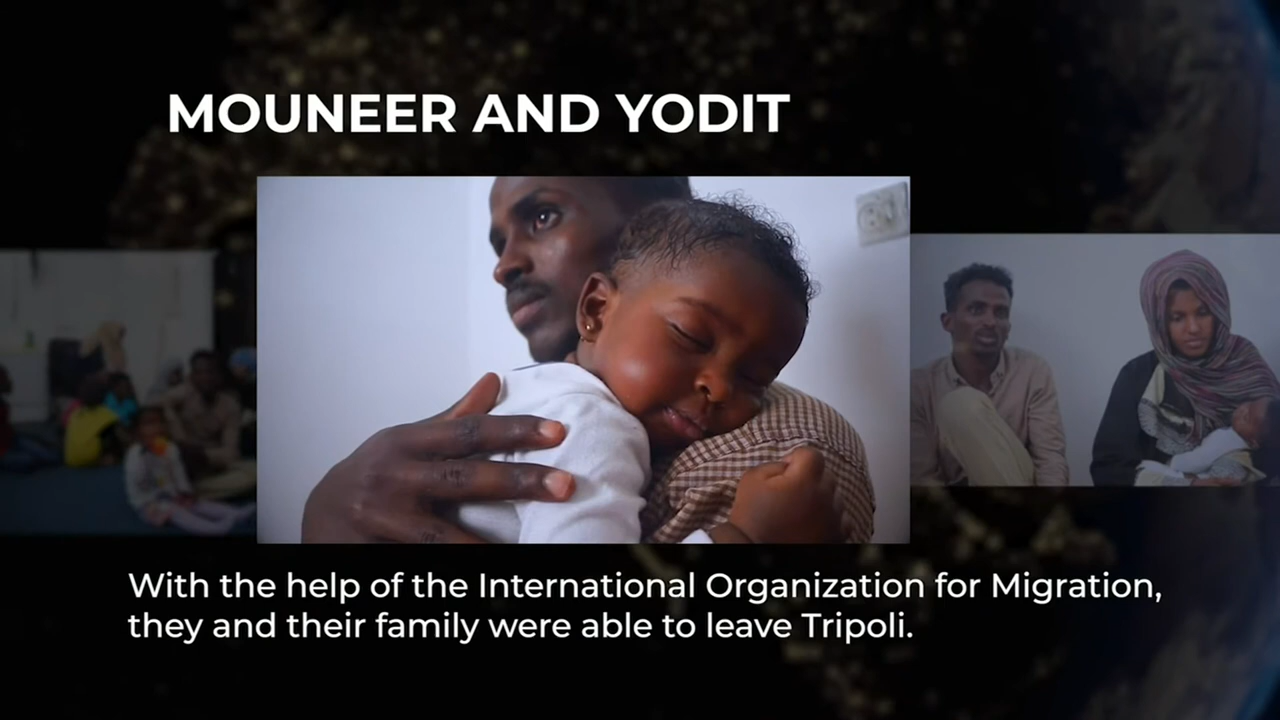 MOUNEER AND YODIT
With the help of the International Organization for Migration,
they and their family were able to leave Tripoli.